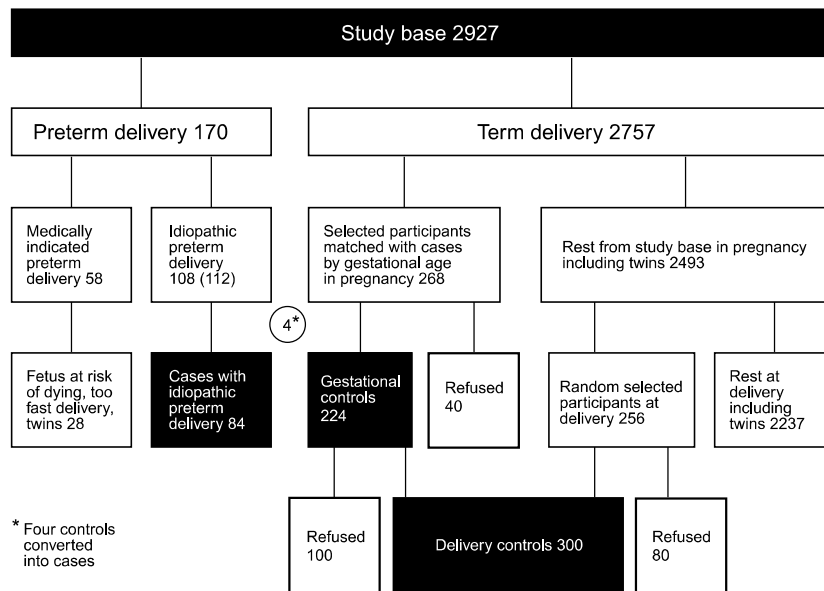 Study base 2927
Preterm delivery 170
Term delivery 2757
Medically
indicated
preterm
delivery 58
Idiopathic
preterm
delivery
108 (112)
Selected participants
matched with cases
by gestational age
in pregnancy 268
Rest from study base in pregnancy
including twins 2493
4*
Fetus at risk
of dying, too
fast delivery,
twins 28
Cases with
idiopathic
preterm
delivery 84
Gestational
controls
224
Refused
40
Random selected
participants at
delivery 256
Rest at
delivery
including
twins 2237
* Four controls
converted
into cases
Refused
100
Delivery controls 300
Refused
80